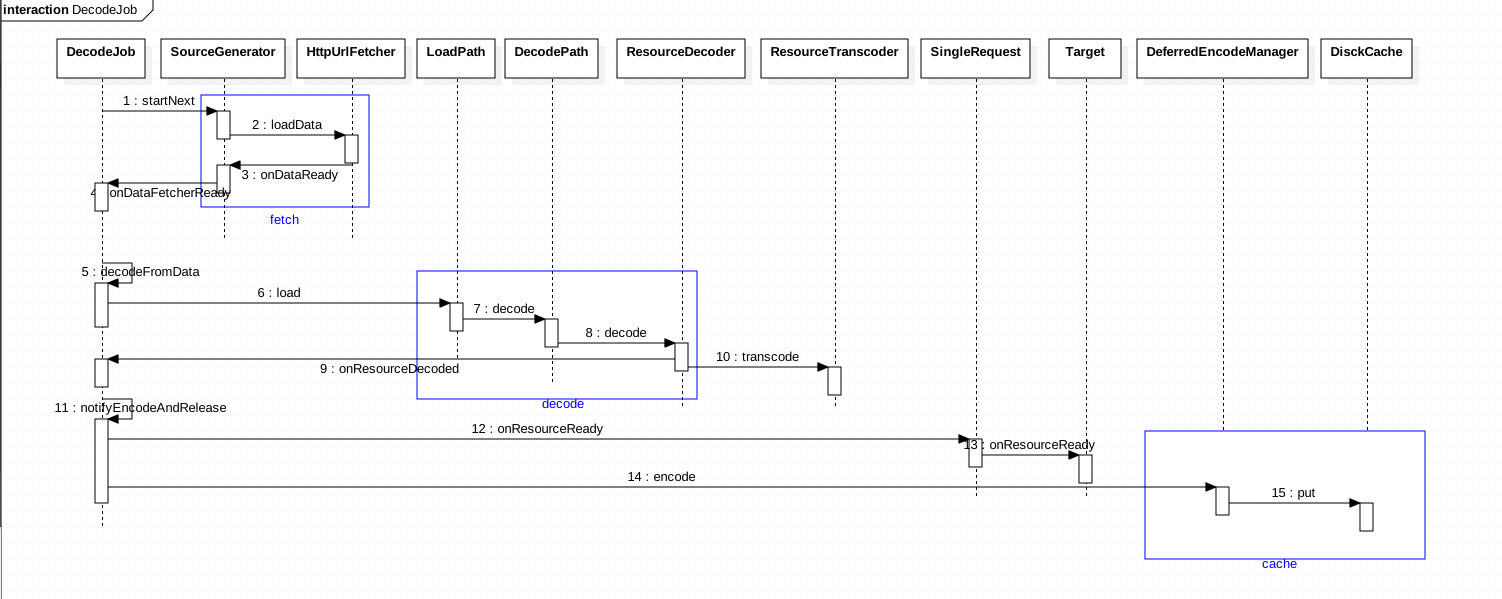 interaction DecodeJob
DecodeJob
SourceGenerator
HttpUrlFetcher
LoadPath
DecodePath
ResourceDecoder
ResourceTranscoder
SingleRequest
Target
DeferredEncodeManager
DisckCache
1 : startNext
2 : loadData
3 : onDataReady
4 : onDataFetcherReady
fetch
5 : decodeFromData
6 : load
7 : decode
8 : decode
9 : onResourceDecoded
10 : transcode
decode
11 : notifyEncodeAndRelease
12 : onResourceReady
13 : onResourceReady
14 : encode
15 : put
cache